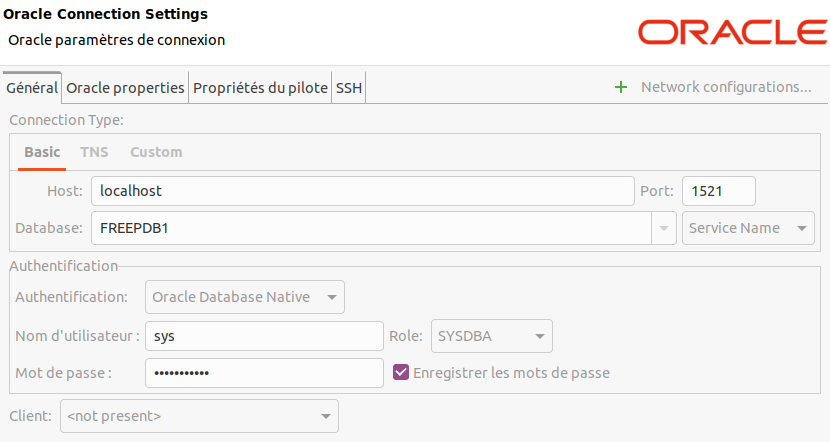 Oracle Connection Settings
Oracle paramètres de connexion
ORACLE
Général Oracle properties Propriétés du pilote SSH + Network configurations...
Connection Type:
Basic TNS Custom
Host: localhost Port: 1521
Database: FREEPDB1 Service Name
Authentification
Authentification: Oracle Database Native
Nom d'utilisateur : sys Role: SYSDBA
Mot de passe : ••••••••••• Enregistrer les mots de passe
Client: <not present>